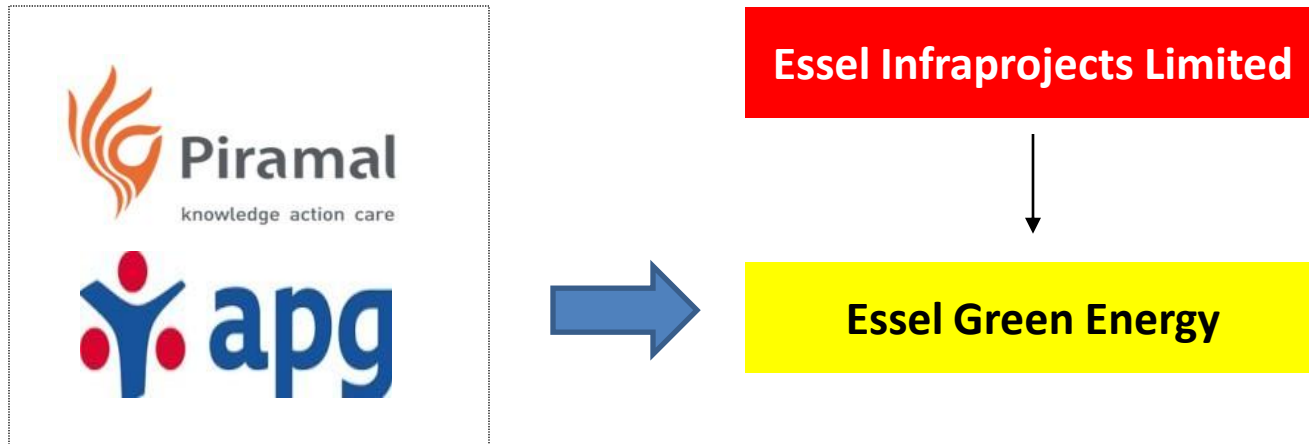 Piramal
knowledge action care
apg
Essel Infraprojects Limited
Essel Green Energy